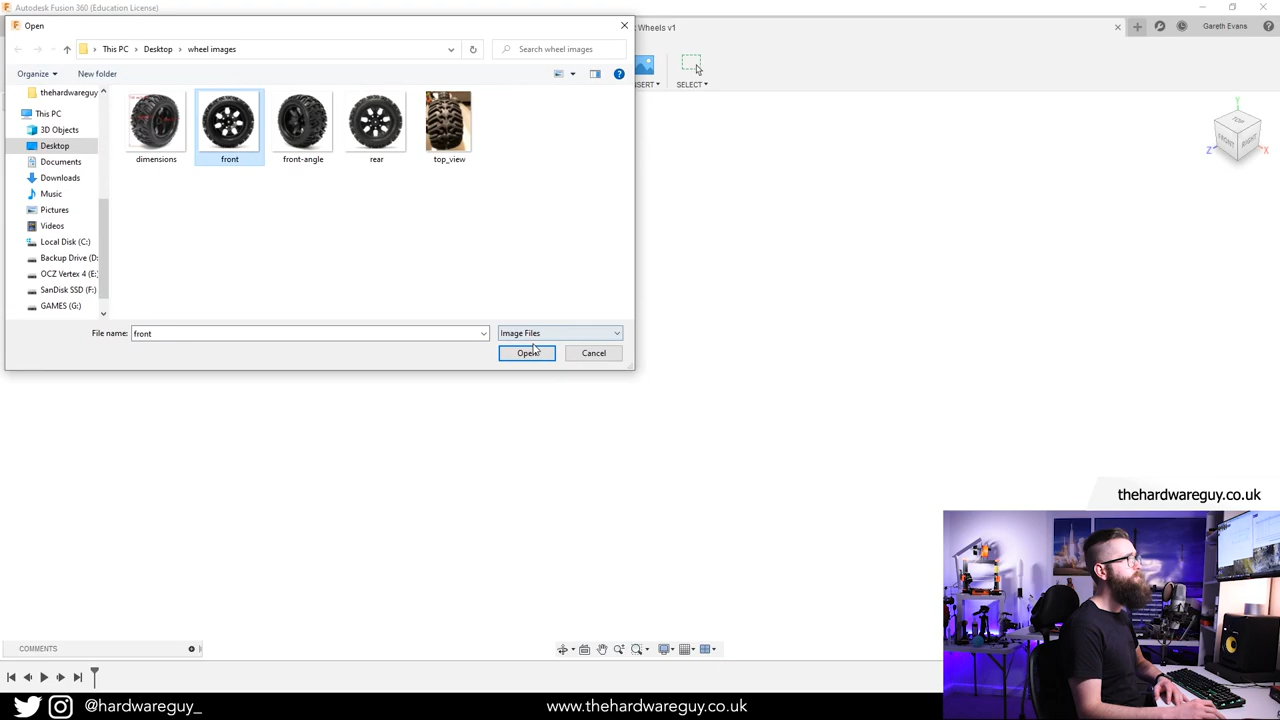 Autodesk Fusion 360 (Education License)
Open
Wheels v1
Gareth Evans
This PC
Desktop
wheel images
Search wheel images
Organize
New folder
SELECT
thehardwareguy
This PC
3D Objects
Desktop
Documents
Downloads
Music
Pictures
Videos
Local Disk (C:)
Backup Drive (D:
OCZ Vertex 4 (E:
SanDisk SSD (F:)
GAMES (G:)
dimensions
front
front-angle
rear
top_view
TOP
FRONT
RIGHT
Y
Z
X
File name:
front
Image Files
Open
Cancel
thehardwareguy.co.uk
COMMENTS
@hardwareguy_
www.thehardwareguy.co.uk